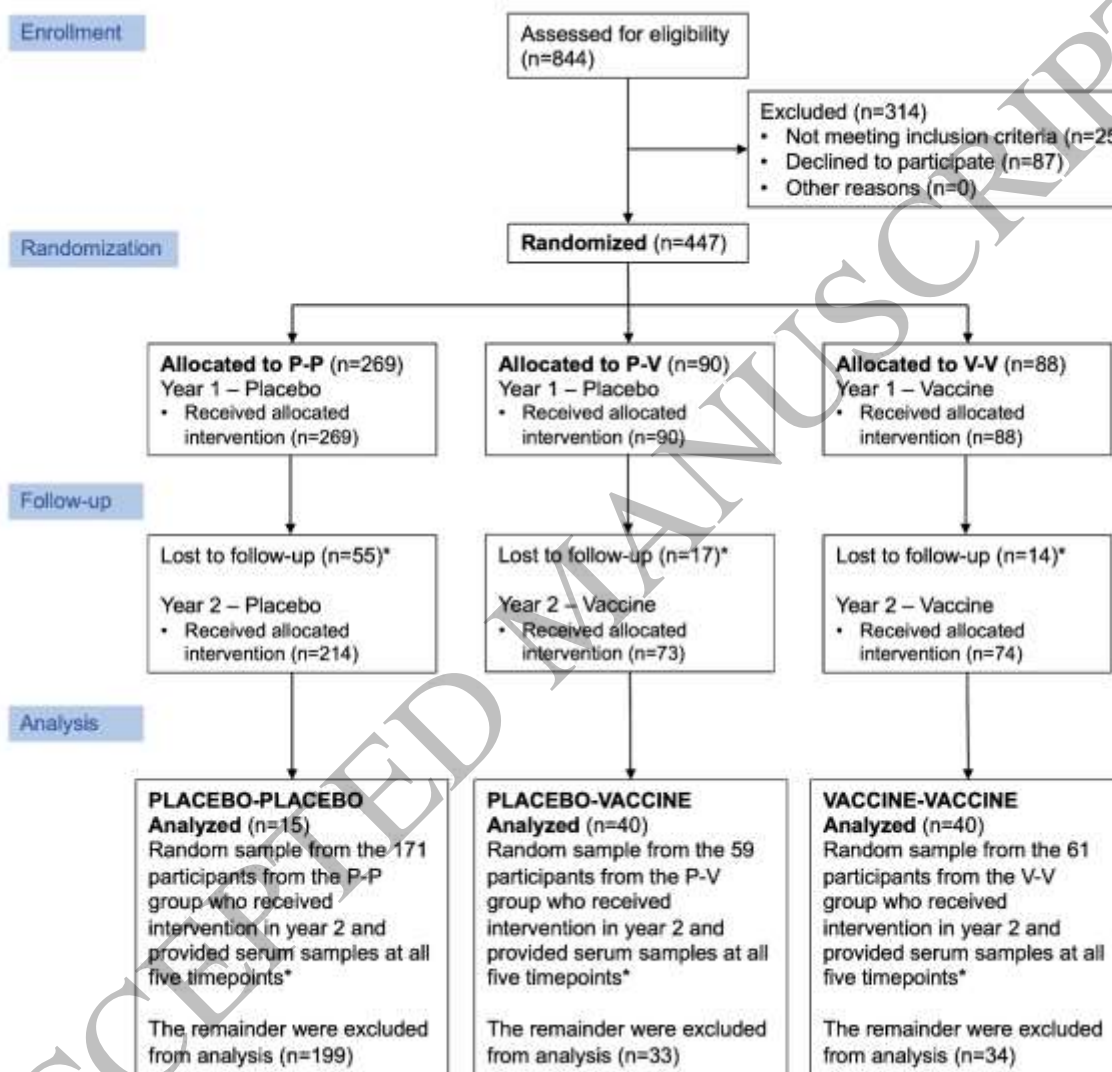 Enrollment
Assessed for eligibility
(n=844)
Excluded (n=314)
• Not meeting inclusion criteria (n=25
• Declined to participate (n=87)
• Other reasons (n=0)
Randomization
Randomized (n=447)
Allocated to P-P (n=269)
Year 1 – Placebo
• Received allocated
intervention (n=269)
Allocated to P-V (n=90)
Year 1 – Placebo
• Received allocated
intervention (n=90)
Allocated to V-V (n=88)
Year 1 – Vaccine
• Received allocated
intervention (n=88)
Follow-up
Lost to follow-up (n=55)*
Year 2 – Placebo
• Received allocated
intervention (n=214)
Lost to follow-up (n=17)*
Year 2 – Vaccine
• Received allocated
intervention (n=73)
Lost to follow-up (n=14)*
Year 2 – Vaccine
• Received allocated
intervention (n=74)
Analysis
PLACEBO-PLACEBO
Analyzed (n=15)
Random sample from the 171
participants from the P-P
group who received
intervention in year 2 and
provided serum samples at all
five timepoints*
The remainder were excluded
from analysis (n=199)
PLACEBO-VACCINE
Analyzed (n=40)
Random sample from the 59
participants from the P-V
group who received
intervention in year 2 and
provided serum samples at all
five timepoints*
The remainder were excluded
from analysis (n=33)
VACCINE-VACCINE
Analyzed (n=40)
Random sample from the 61
participants from the V-V
group who received
intervention in year 2 and
provided serum samples at all
five timepoints*
The remainder were excluded
from analysis (n=34)
CCEPTED MANUSCRIPT